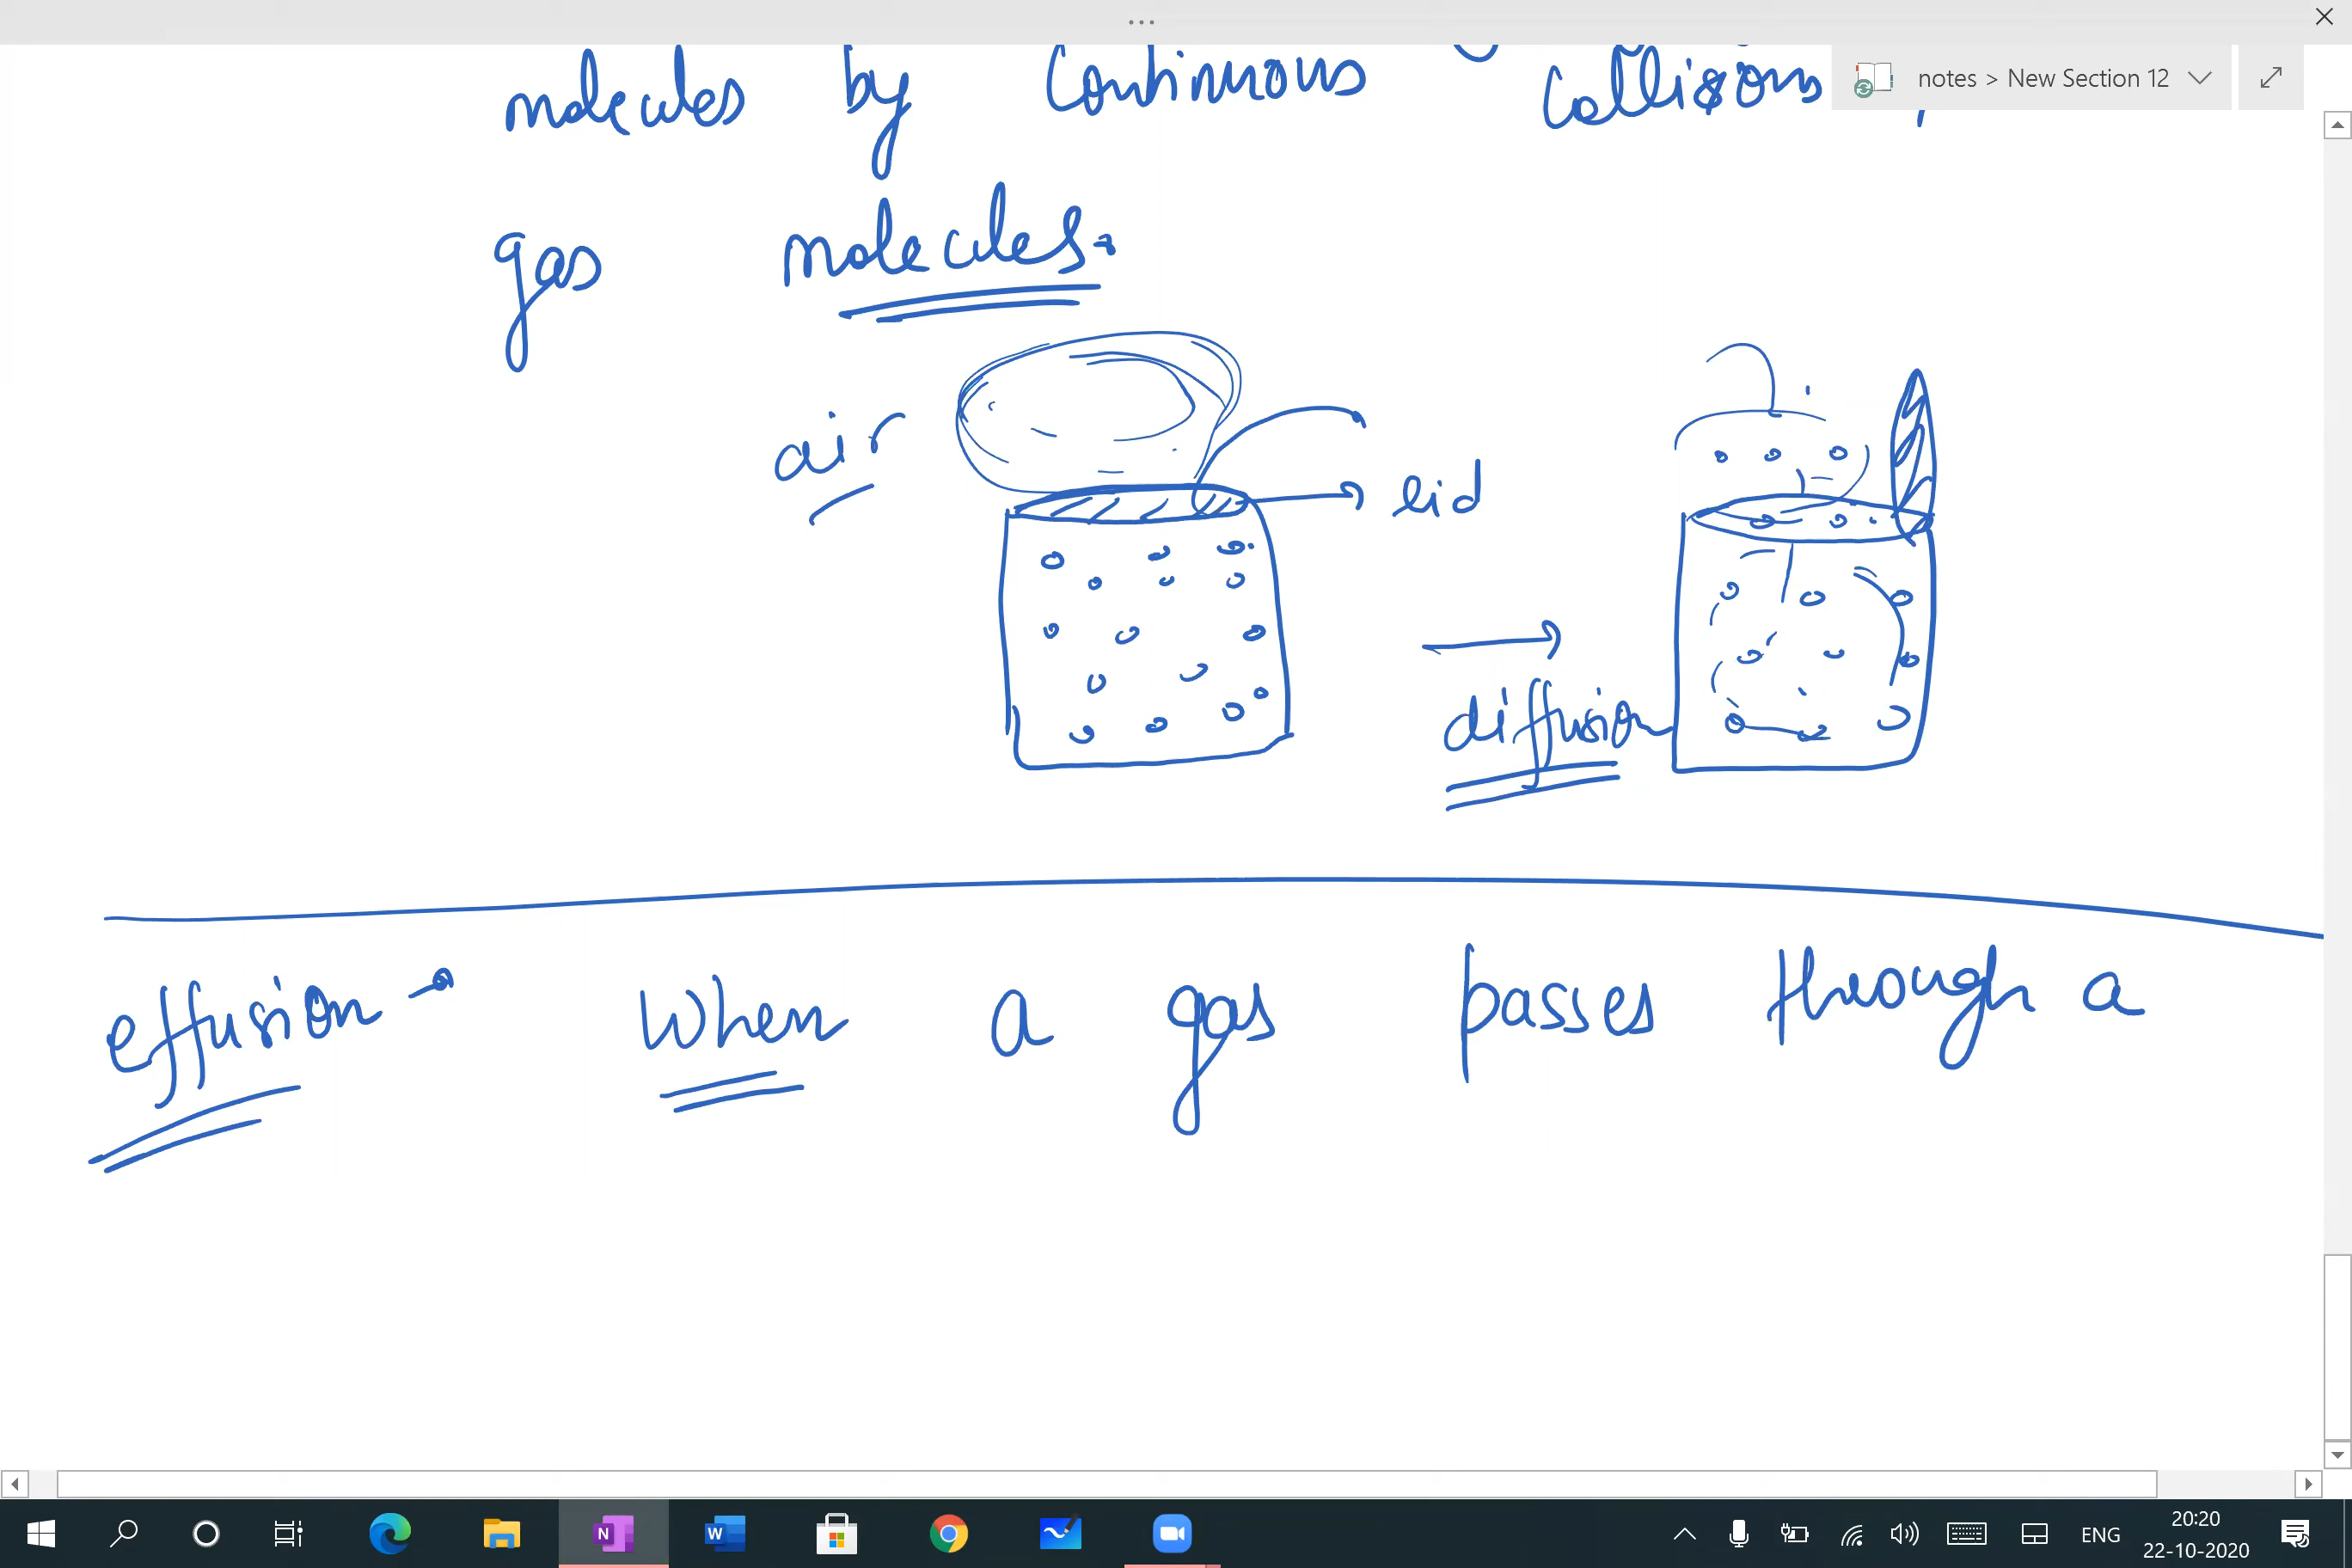 notes > New Section 12
molecules by Continuous Collisions
gas molecules.
air
lid
diffusion
effusion → When a gas passes through a
ENG
20:20
22-10-2020